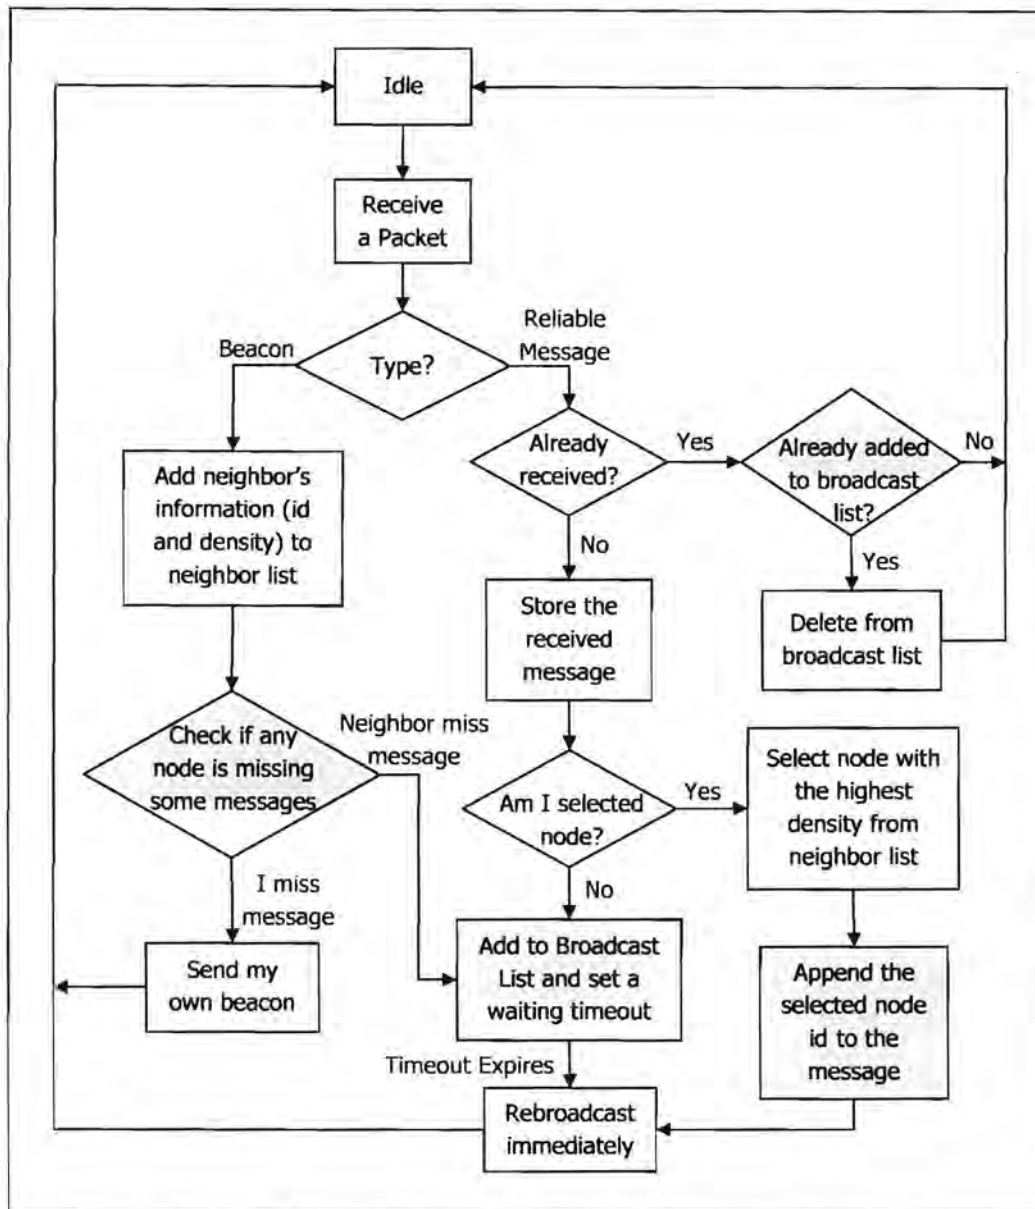 Idle
Receive
a Packet
Type?
Beacon
Reliable
Message
Already
received?
Yes
Already added
to broadcast
list?
No
Add neighbor's
information (id
and density) to
neighbor list
No
Yes
Store the
received
message
Delete from
broadcast list
Check if any
node is missing
some messages
Neighbor miss
message
Am I selected
node?
Yes
Select node with
the highest
density from
neighbor list
I miss
message
No
Send my
own beacon
Add to Broadcast
List and set a
waiting timeout
Append the
selected node
id to the
message
Timeout Expires
Rebroadcast
immediately